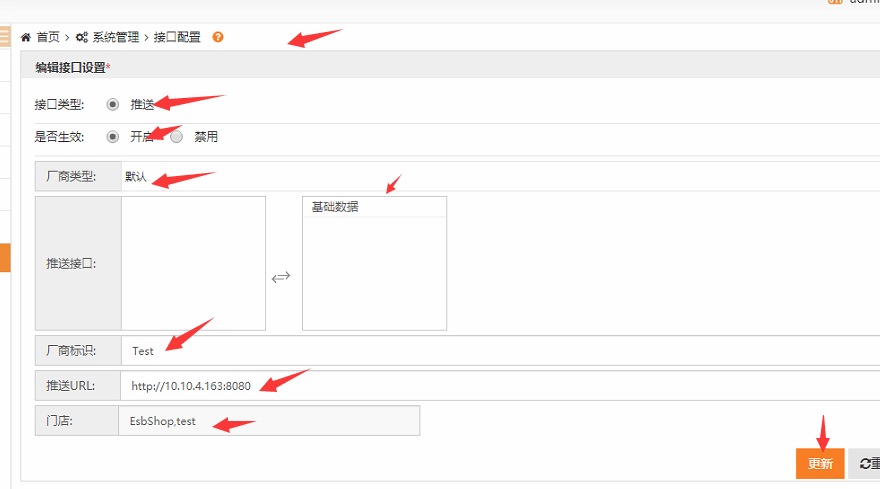 首页 > 系统管理 > 接口配置 ?
编辑接口设置*
接口类型: 推送
是否生效: 开启 禁用
厂商类型: 默认
基础数据
推送接口:
厂商标识: Test
推送URL: http://10.10.4.163:8080
门店: EsbShop,test
更新